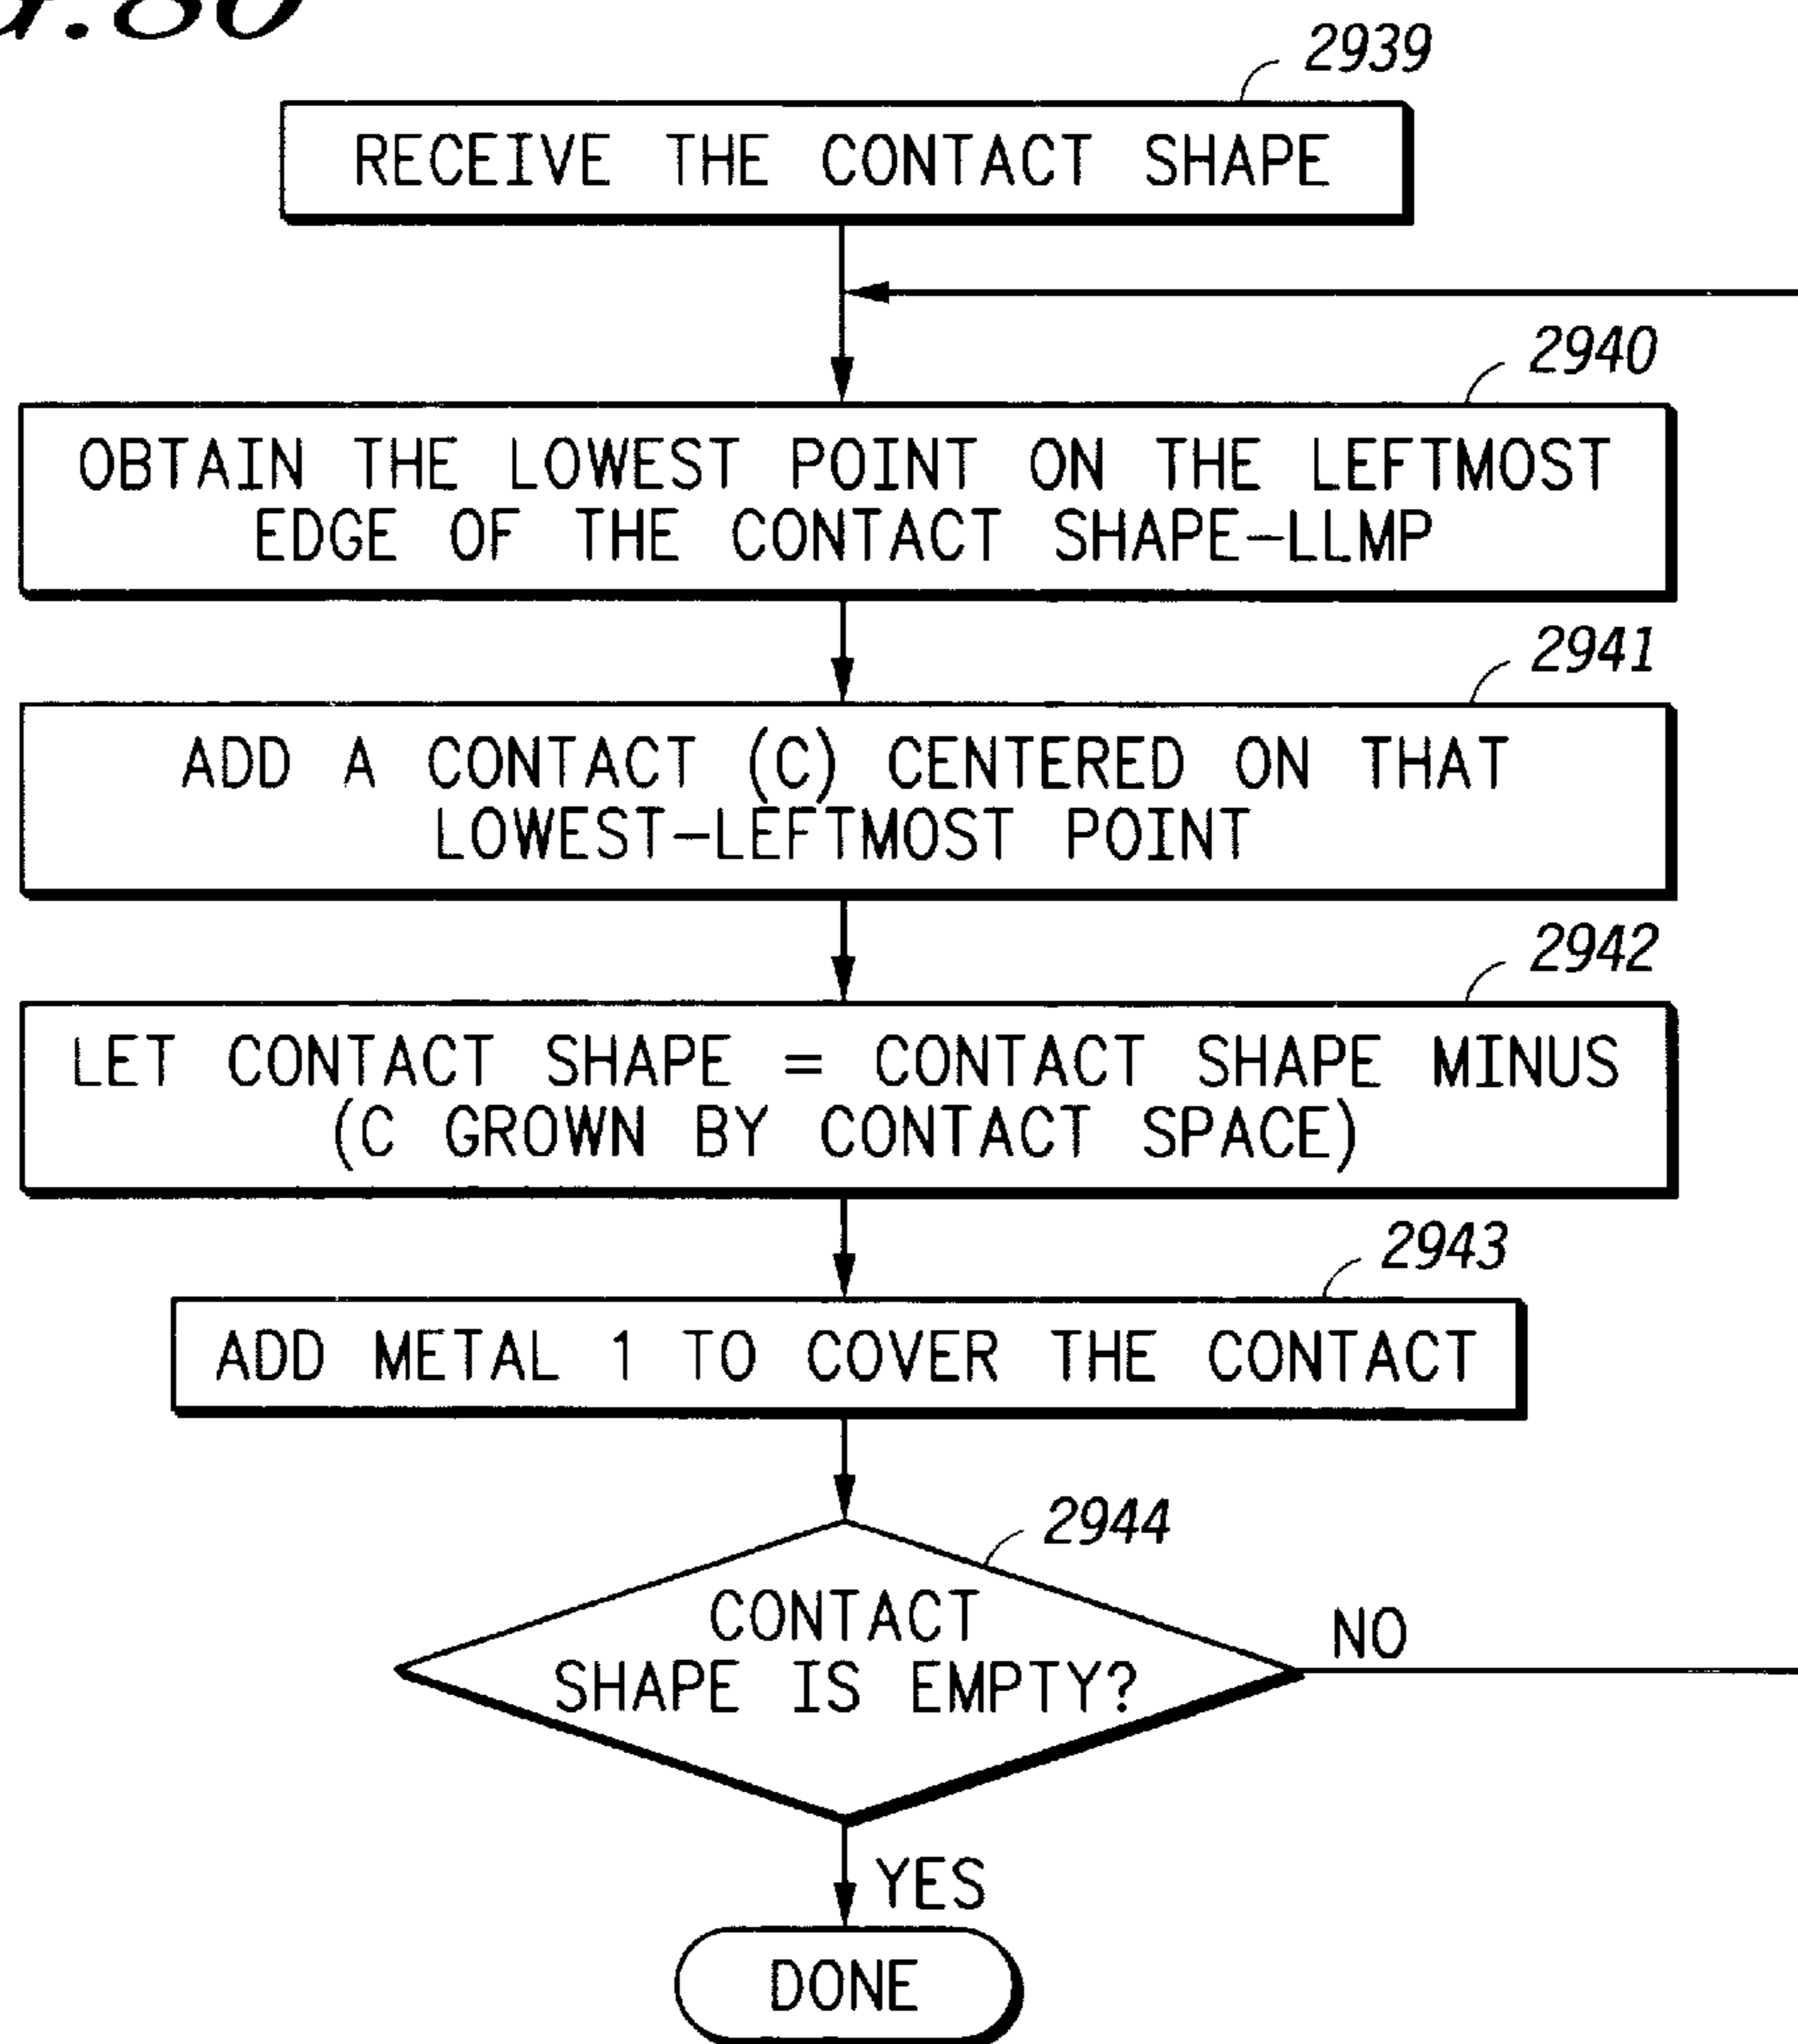 2939
RECEIVE THE CONTACT SHAPE
2940
OBTAIN THE LOWEST POINT ON THE LEFTMOST
EDGE OF THE CONTACT SHAPE-LLMP
2941
ADD A CONTACT (C) CENTERED ON THAT
LOWEST-LEFTMOST POINT
2942
LET CONTACT SHAPE = CONTACT SHAPE MINUS
(C GROWN BY CONTACT SPACE)
2943
ADD METAL 1 TO COVER THE CONTACT
2944
CONTACT
SHAPE IS EMPTY?
NO
YES
DONE